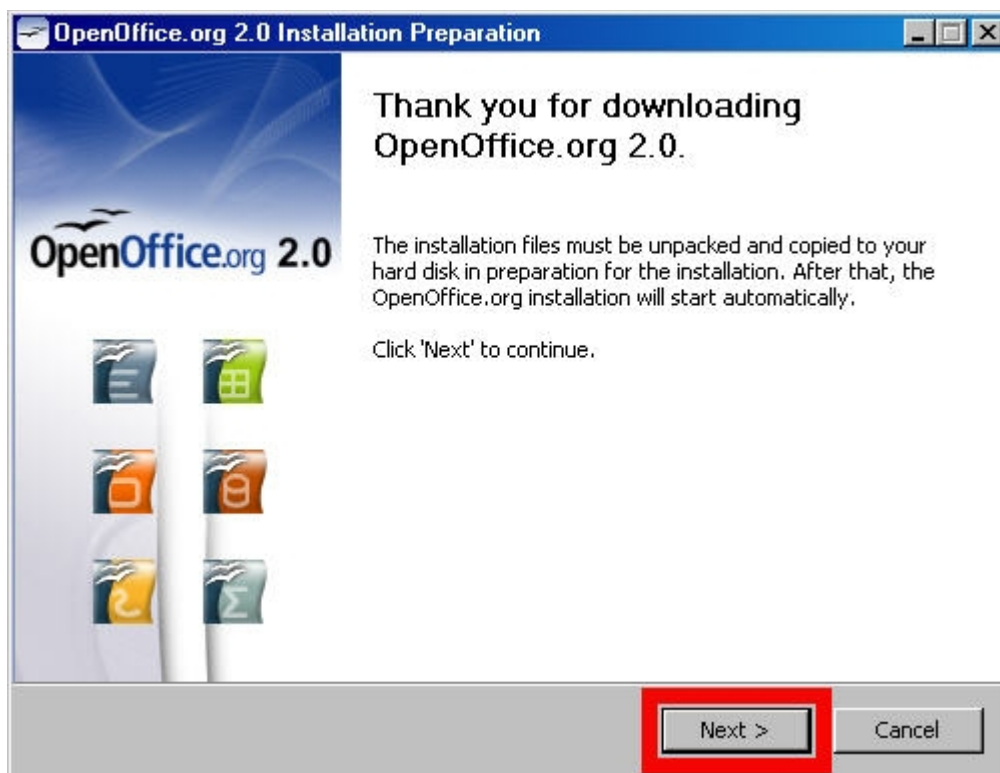 OpenOffice.org 2.0 Installation Preparation
Thank you for downloading
OpenOffice.org 2.0.
OpenOffice.org 2.0
The installation files must be unpacked and copied to your
hard disk in preparation for the installation. After that, the
OpenOffice.org installation will start automatically.
Click 'Next' to continue.
Next >
Cancel